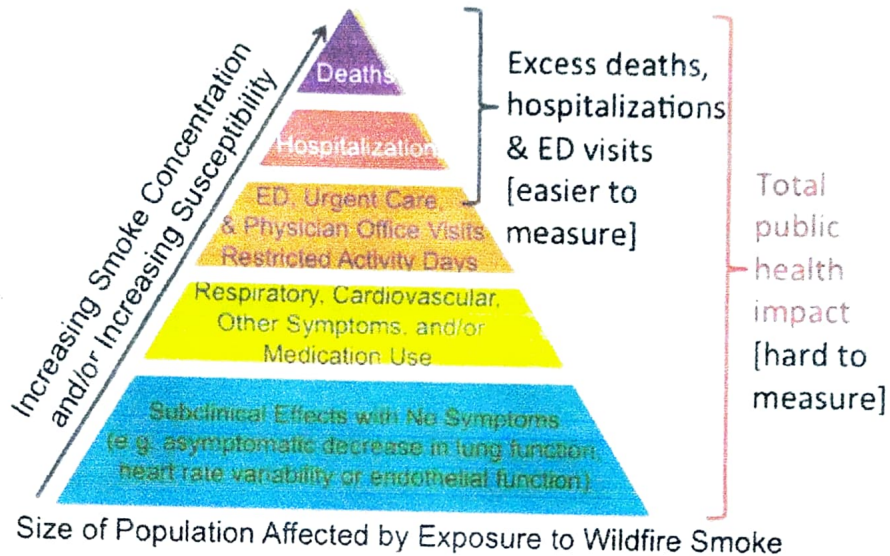 Increasing Smoke Concentration
and/or Increasing Susceptibility
Deaths
Hospitalization
ED, Urgent Care,
& Physician Office Visits
Restricted Activity Days
Respiratory, Cardiovascular,
Other Symptoms, and/or
Medication Use
Subclinical Effects with No Symptoms
(e.g. asymptomatic decrease in lung function,
heart rate variability or endothelial function)
Excess deaths,
hospitalizations
& ED visits
[easier to
measure]
Total
public
health
impact
[hard to
measure]
Size of Population Affected by Exposure to Wildfire Smoke